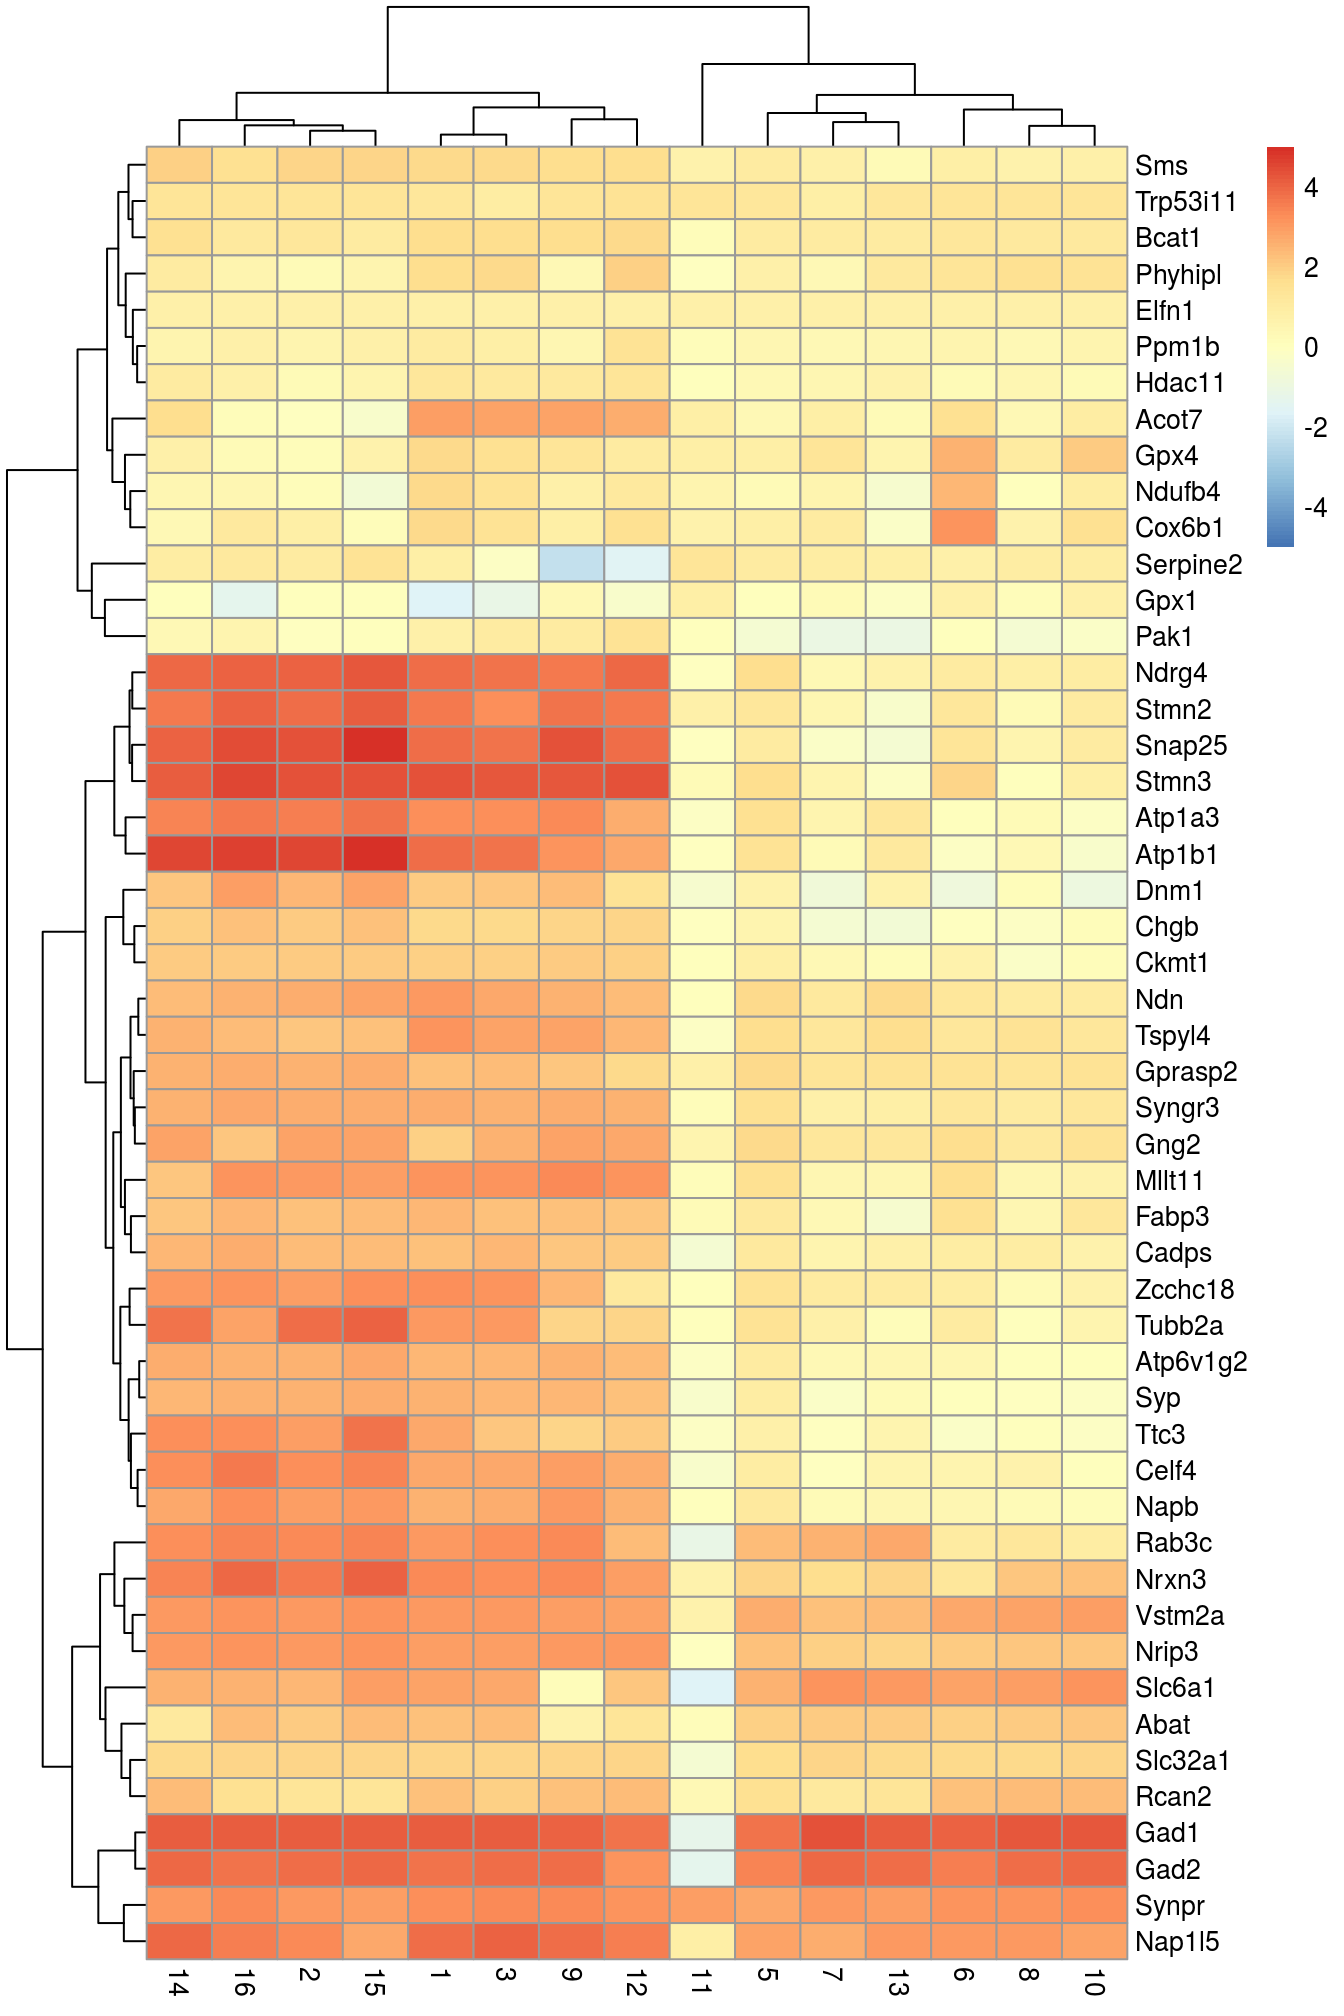 Sms
Trp53i11
Bcat1
Phyhipl
Elfn1
Ppm1b
Hdac11
Acot7
Gpx4
Ndufb4
Cox6b1
Serpine2
Gpx1
Pak1
Ndrg4
Stmn2
Snap25
Stmn3
Atp1a3
Atp1b1
Dnm1
Chgb
Ckmt1
Ndn
Tspyl4
Gprasp2
Syngr3
Gng2
Mllt11
Fabp3
Cadps
Zcchc18
Tubb2a
Atp6v1g2
Syp
Ttc3
Celf4
Napb
Rab3c
Nrxn3
Vstm2a
Nrip3
Slc6a1
Abat
Slc32a1
Rcan2
Gad1
Gad2
Synpr
Nap1l5
14 16 2 15 1 3 9 12 11 5 7 13 6 8 10
4
2
0
-2
-4